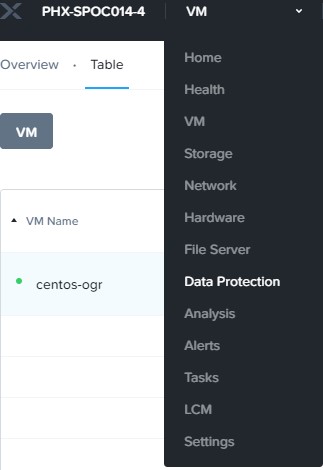 PHX-SPOC014-4 VM
Overview · Table
VM
VM Name
centos-ogr
Home
Health
VM
Storage
Network
Hardware
File Server
Data Protection
Analysis
Alerts
Tasks
LCM
Settings